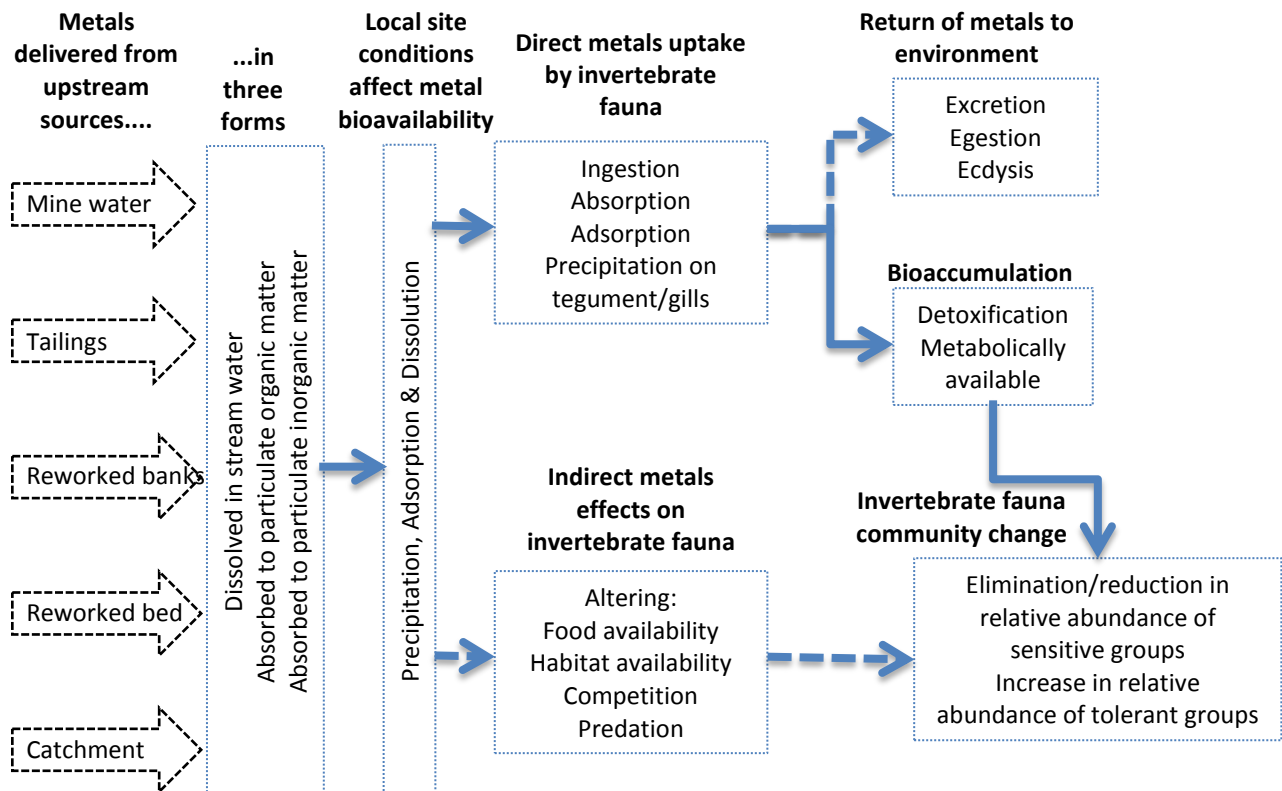 Metals
delivered from
upstream
sources....
Mine water
Tailings
Reworked banks
Reworked bed
Catchment
...in
three
forms
Dissolved in stream water
Absorbed to particulate organic matter
Absorbed to particulate inorganic matter
Local site
conditions
affect metal
bioavailability
Precipitation, Adsorption & Dissolution
Direct metals uptake
by invertebrate
fauna
Ingestion
Absorption
Adsorption
Precipitation on
tegument/gills
Indirect metals
effects on
invertebrate fauna
Altering:
Food availability
Habitat availability
Competition
Predation
Return of metals to
environment
Excretion
Egestion
Ecdysis
Bioaccumulation
Detoxification
Metabolically
available
Invertebrate fauna
community change
Elimination/reduction in
relative abundance of
sensitive groups
Increase in relative
abundance of tolerant groups